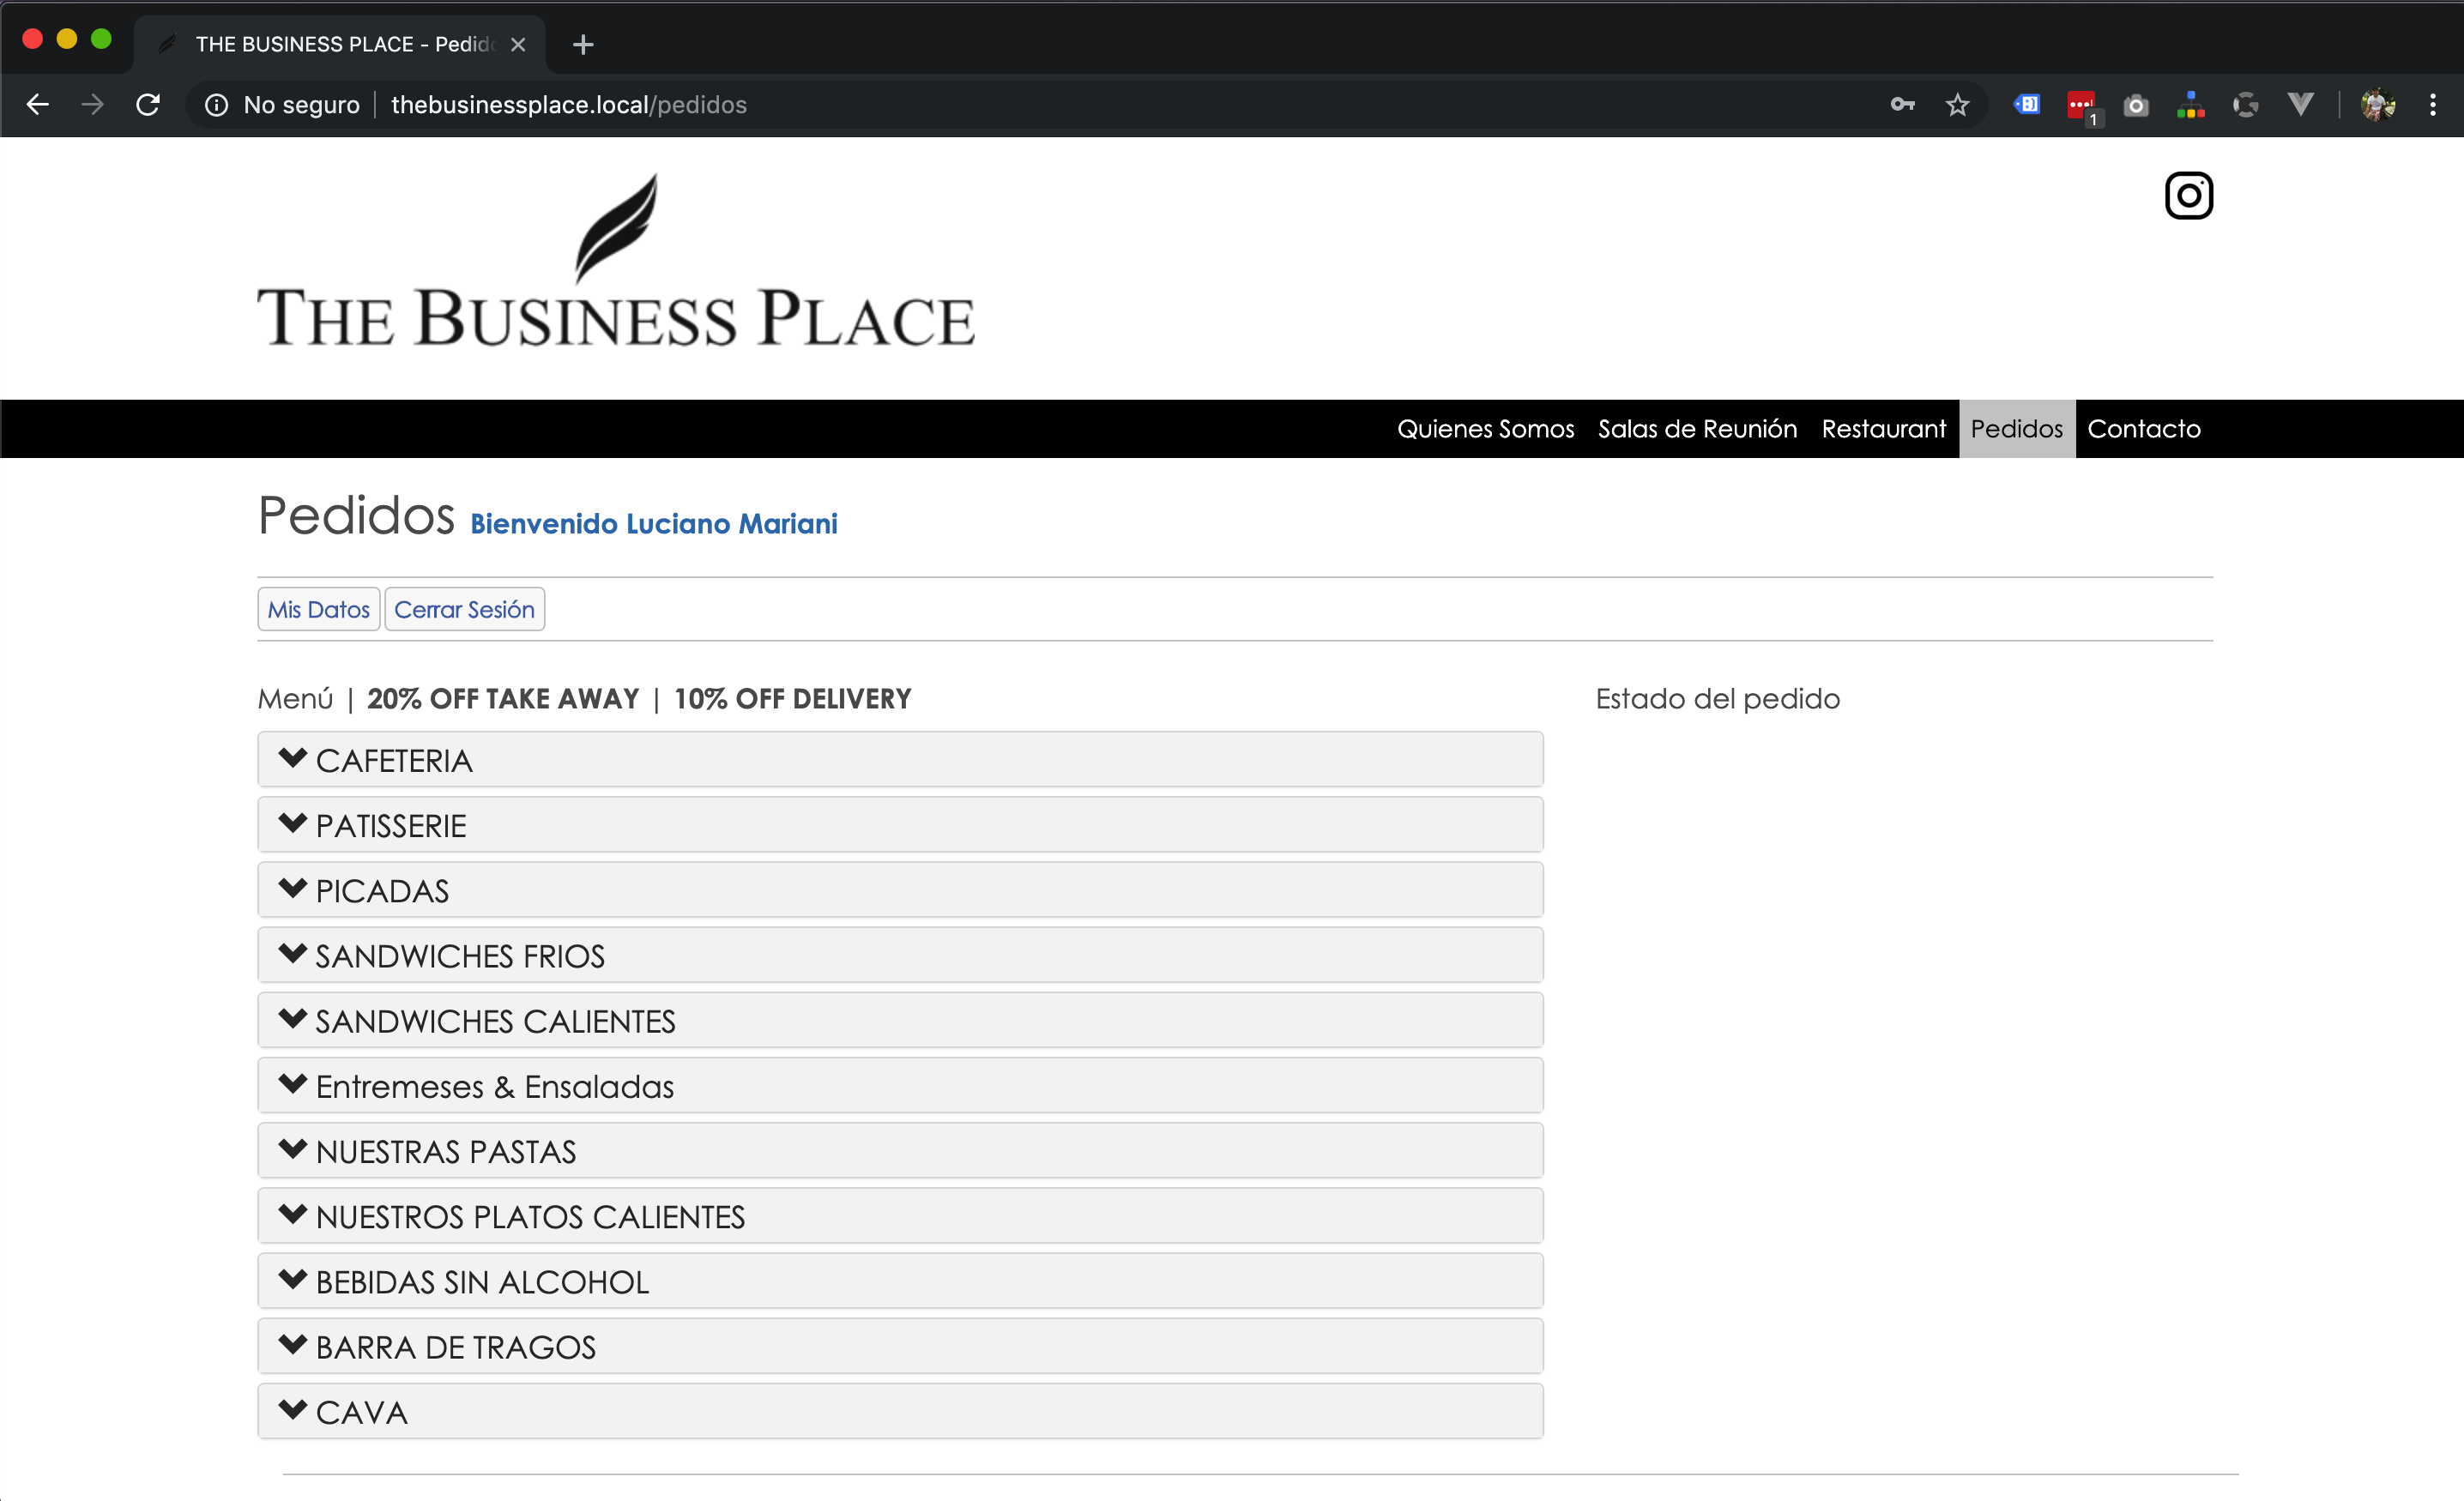 THE BUSINESS PLACE - Pedid
No seguro thebusinessplace.local/pedidos
1
THE BUSINESS PLACE
Quienes Somos Salas de Reunión Restaurant Pedidos Contacto
Pedidos Bienvenido Luciano Mariani
Mis Datos Cerrar Sesión
Menú | 20% OFF TAKE AWAY | 10% OFF DELIVERY
Estado del pedido
CAFETERIA
PATISSERIE
PICADAS
SANDWICHES FRIOS
SANDWICHES CALIENTES
Entremeses & Ensaladas
NUESTRAS PASTAS
NUESTROS PLATOS CALIENTES
BEBIDAS SIN ALCOHOL
BARRA DE TRAGOS
CAVA